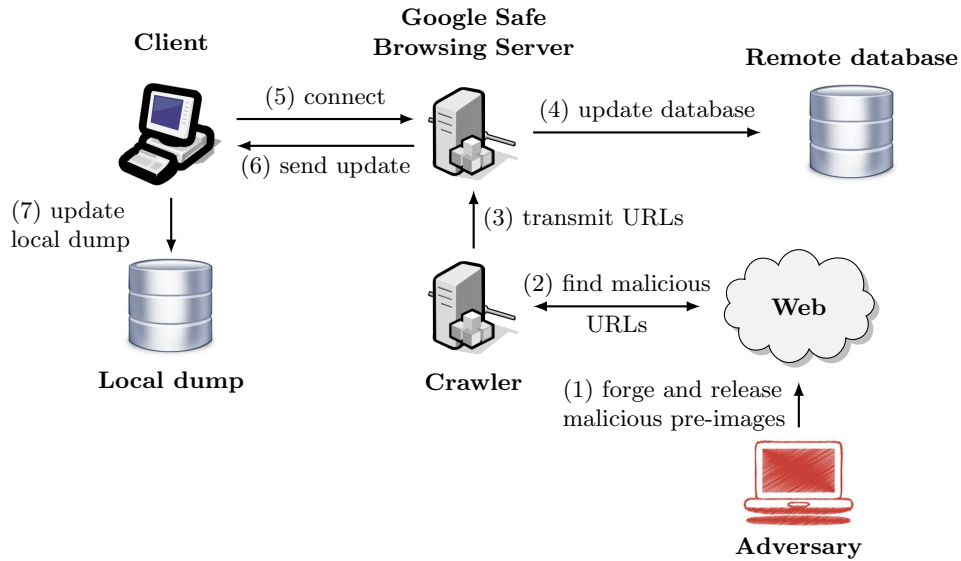 Client
Google Safe
Browsing Server
Remote database
(5) connect
(4) update database
(6) send update
(7) update
local dump
(3) transmit URLs
(2) find malicious
URLs
Web
Local dump
Crawler
(1) forge and release
malicious pre-images
Adversary